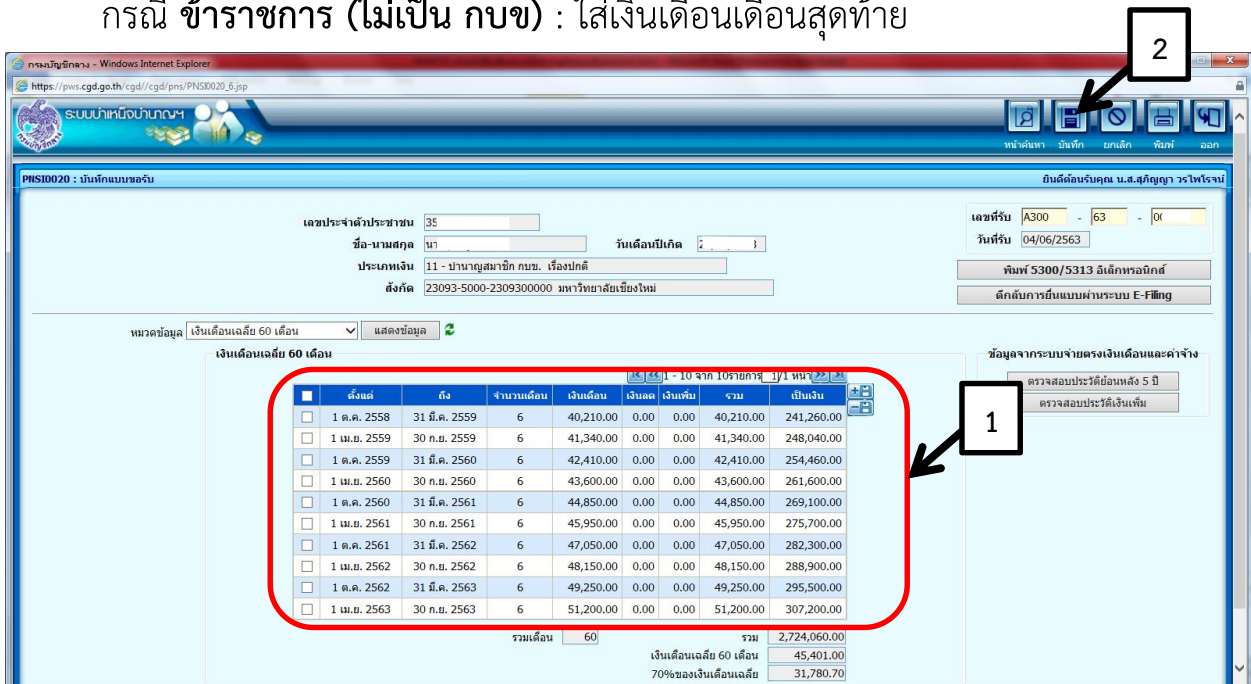 กรณี ข้าราชการ (ไม่เป็น กบข) : ใส่เงินเดือนเดือนสุดท้าย
2
กรมบัญชีกลาง - Windows Internet Explorer
https://pws.cgd.go.th/cgd//cgd/pns/PNSI0020_6.jsp
ระบบบำเหน็จบำนาญฯ
หน้าค้นหา บันทึก ยกเลิก พิมพ์ ออก
PNSI0020 : บันทึกแบบขอรับ ยินดีต้อนรับคุณ น.ส.สุภิญญา วรไพโรจน์
เลขประจำตัวประชาชน 35 เลขที่รับ A300 - 63 - 0
ชื่อ-นามสกุล นา วันเดือนปีเกิด 2 วันที่รับ 04/06/2563
ประเภทเงิน 11 - บำนาญสมาชิก กบข. เรื่องปกติ พิมพ์ 5300/5313 อิเล็กทรอนิกส์
สังกัด 23093-5000-2309300000 มหาวิทยาลัยเชียงใหม่ ตีกลับการยื่นแบบผ่านระบบ E-Filing
หมวดข้อมูล เงินเดือนเฉลี่ย 60 เดือน แสดงข้อมูล
เงินเดือนเฉลี่ย 60 เดือน ข้อมูลจากระบบจ่ายตรงเงินเดือนและค่าจ้าง
1 - 10 จาก 10รายการ 1/1 หน้า
ตรวจสอบประวัติย้อนหลัง 5 ปี
ตรวจสอบประวัติเงินเพิ่ม
1
ตั้งแต่ ถึง จำนวนเดือน เงินเดือน เงินลด เงินเพิ่ม รวม เป็นเงิน
1 ต.ค. 2558 31 มี.ค. 2559 6 40,210.00 0.00 0.00 40,210.00 241,260.00
1 เม.ย. 2559 30 ก.ย. 2559 6 41,340.00 0.00 0.00 41,340.00 248,040.00
1 ต.ค. 2559 31 มี.ค. 2560 6 42,410.00 0.00 0.00 42,410.00 254,460.00
1 เม.ย. 2560 30 ก.ย. 2560 6 43,600.00 0.00 0.00 43,600.00 261,600.00
1 ต.ค. 2560 31 มี.ค. 2561 6 44,850.00 0.00 0.00 44,850.00 269,100.00
1 เม.ย. 2561 30 ก.ย. 2561 6 45,950.00 0.00 0.00 45,950.00 275,700.00
1 ต.ค. 2561 31 มี.ค. 2562 6 47,050.00 0.00 0.00 47,050.00 282,300.00
1 เม.ย. 2562 30 ก.ย. 2562 6 48,150.00 0.00 0.00 48,150.00 288,900.00
1 ต.ค. 2562 31 มี.ค. 2563 6 49,250.00 0.00 0.00 49,250.00 295,500.00
1 เม.ย. 2563 30 ก.ย. 2563 6 51,200.00 0.00 0.00 51,200.00 307,200.00
รวมเดือน 60 รวม 2,724,060.00
เงินเดือนเฉลี่ย 60 เดือน 45,401.00
70%ของเงินเดือนเฉลี่ย 31,780.70